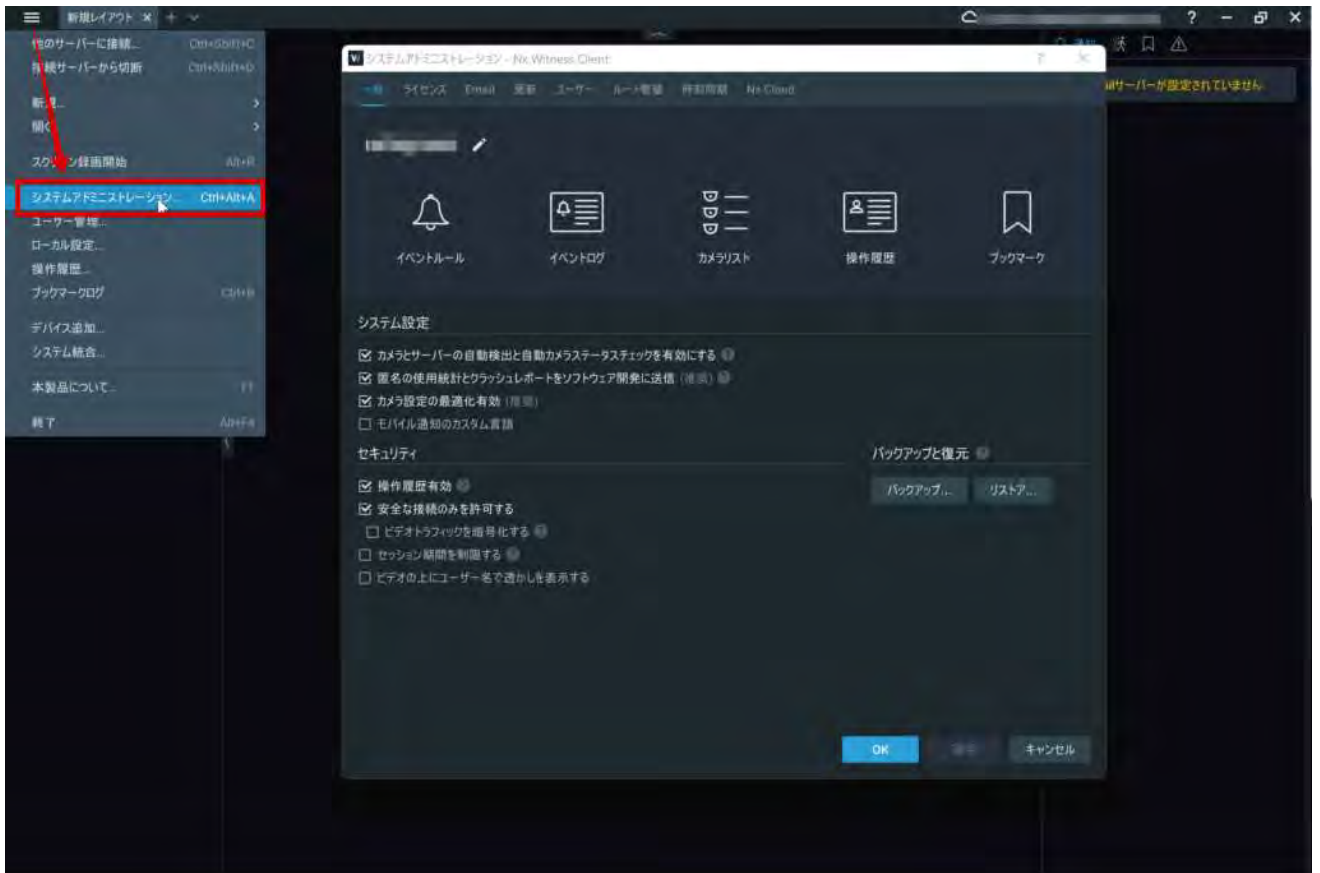 新規レイアウト × + ? − ×
他のサーバーに接続... Ctrl+Shift+C
サーバーから切断 Ctrl+Shift+D
新規...
開く
スクリーン録画開始 Alt+R
システムアドミニストレーション... Ctrl+Alt+A
ユーザー管理...
ローカル設定...
操作履歴...
ブックマークログ Ctrl+B
デバイス追加...
システム統合...
本製品について... F1
終了 Alt+F4
通知
サーバーが設定されていません
システムアドミニストレーション - Nx Witness Client ? ×
一般 ライセンス Email 更新 ユーザー ルート管理 時刻同期 Nx Cloud
イベントルール イベントログ カメラリスト 操作履歴 ブックマーク
システム設定
カメラとサーバーの自動検出と自動カメラステータスチェックを有効にする ?
匿名の使用統計とクラッシュレポートをソフトウェア開発に送信 (推奨) ?
カメラ設定の最適化有効 (推奨)
モバイル通知のカスタム言語
セキュリティ
操作履歴有効 ?
安全な接続のみを許可する
ビデオトラフィックを暗号化する ?
セッション期間を制限する ?
ビデオの上にユーザー名で透かしを表示する
バックアップと復元 ?
バックアップ... リストア...
OK キャンセル